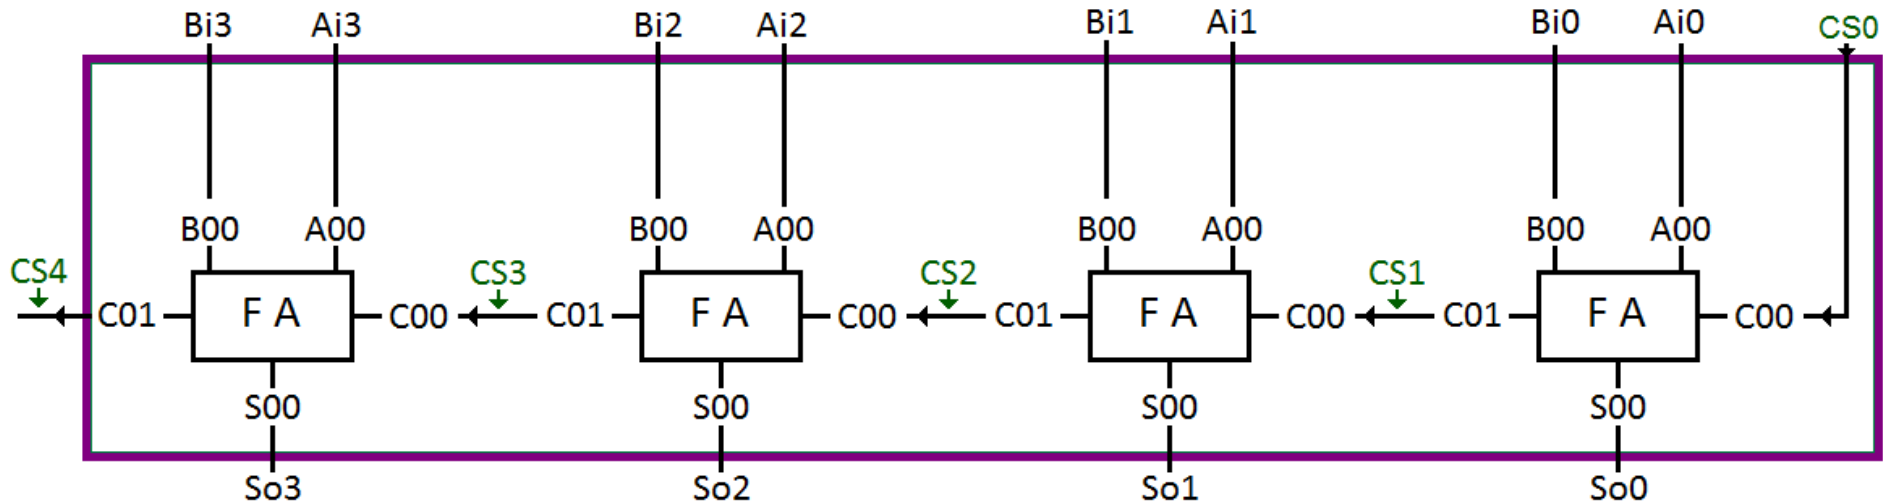 Bi3 Ai3 Bi2 Ai2 Bi1 Ai1 Bi0 Ai0 CS0
B00 A00 B00 A00 B00 A00 B00 A00
CS4 CS3 CS2 CS1
C01 F A C00 C01 F A C00 C01 F A C00 C01 F A C00
S00 S00 S00 S00
So3 So2 So1 So0